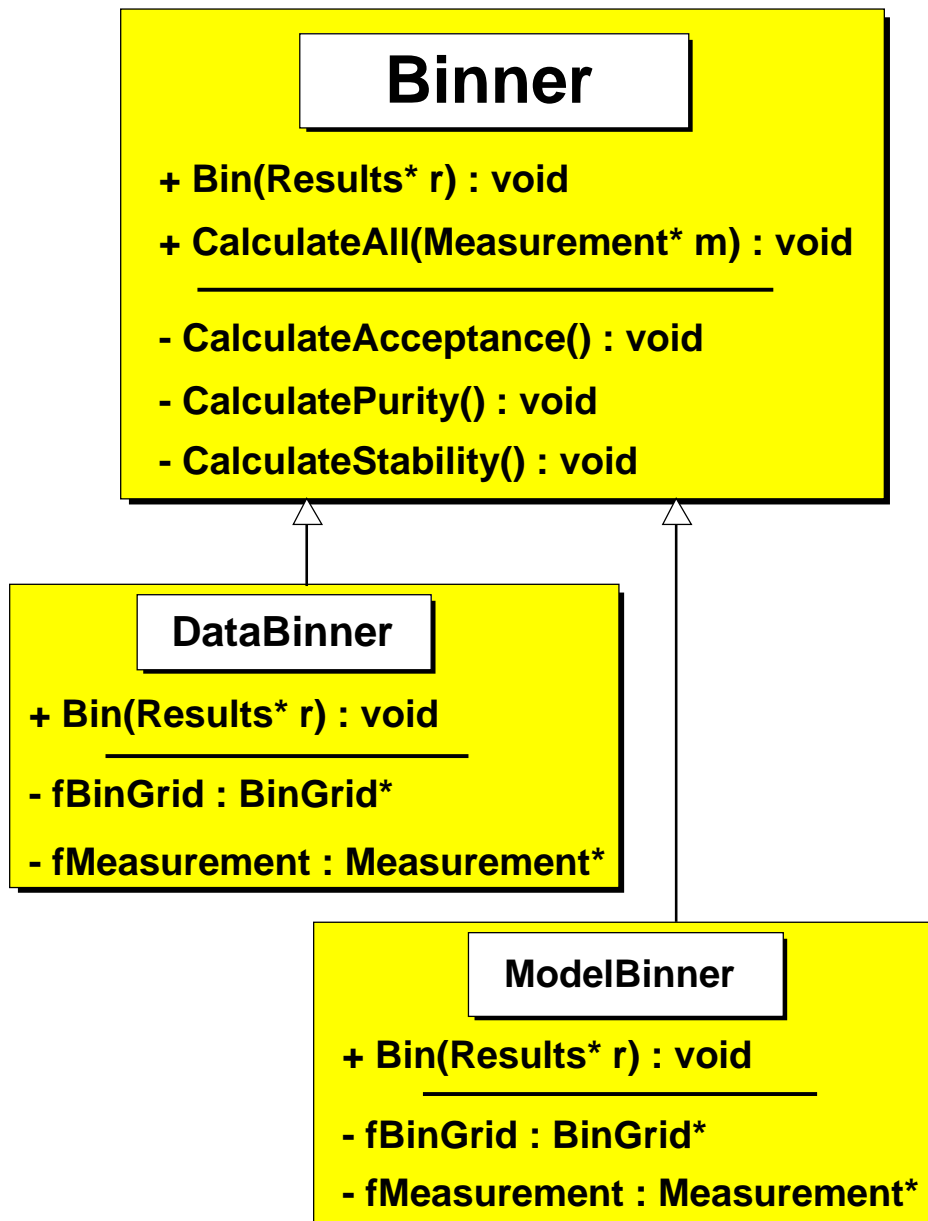 Binner
+ Bin(Results* r) : void
+ CalculateAll(Measurement* m) : void
- CalculateAcceptance() : void
- CalculatePurity() : void
- CalculateStability() : void
DataBinner
+ Bin(Results* r) : void
- fBinGrid : BinGrid*
- fMeasurement : Measurement*
ModelBinner
+ Bin(Results* r) : void
- fBinGrid : BinGrid*
- fMeasurement : Measurement*